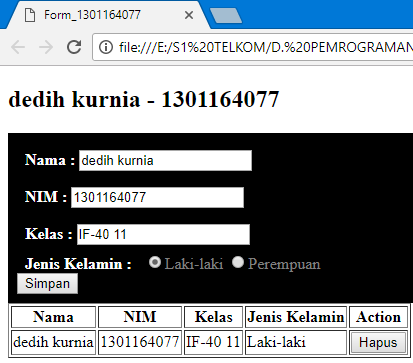 Form_1301164077
file:///E:/S1%20TELKOM/D.%20PEMROGRAMAN
dedih kurnia - 1301164077
Nama : dedih kurnia
NIM : 1301164077
Kelas : IF-40 11
Jenis Kelamin : Laki-laki Perempuan
Simpan
Nama NIM Kelas Jenis Kelamin Action
dedih kurnia 1301164077 IF-40 11 Laki-laki Hapus